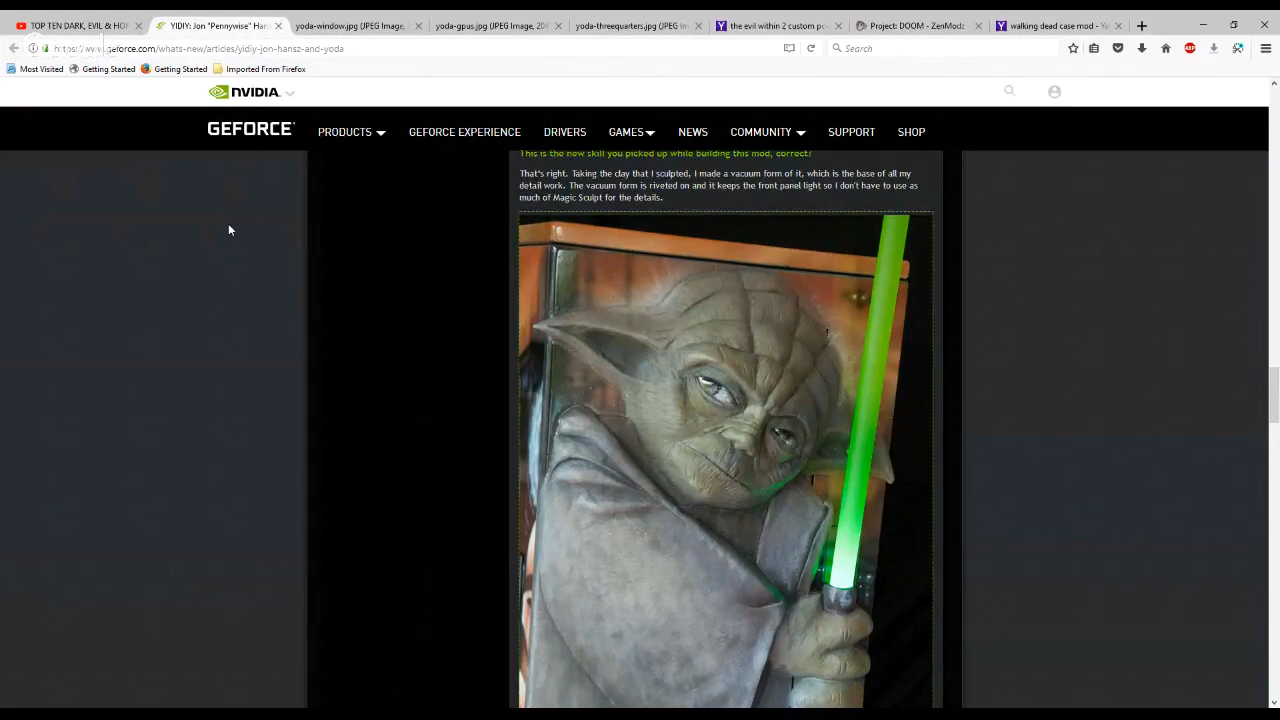 TOP TEN DARK, EVIL & HO
YIDIY: Jon "Pennywise" Han
yoda-window.jpg (JPEG Image,
yoda-gpus.jpg (JPEG Image, 20
yoda-threequarters.jpg (JPEG Im
the evil within 2 custom pc-
Project: DOOM - ZenModz
walking dead case mod - Ya
geforce.com/whats-new/articles/yidiy-jon-hansz-and-yoda
Search
ABP
Most Visited
Getting Started
Getting Started
Imported From Firefox
NVIDIA.
GEFORCE
PRODUCTS
GEFORCE EXPERIENCE
DRIVERS
GAMES
NEWS
COMMUNITY
SUPPORT
SHOP
This is the new skill you picked up while building this mod, correct?
That's right. Taking the clay that I sculpted, I made a vacuum form of it, which is the base of all my
detail work. The vacuum form is riveted on and it keeps the front panel light so I don't have to use as
much of Magic Sculpt for the details.